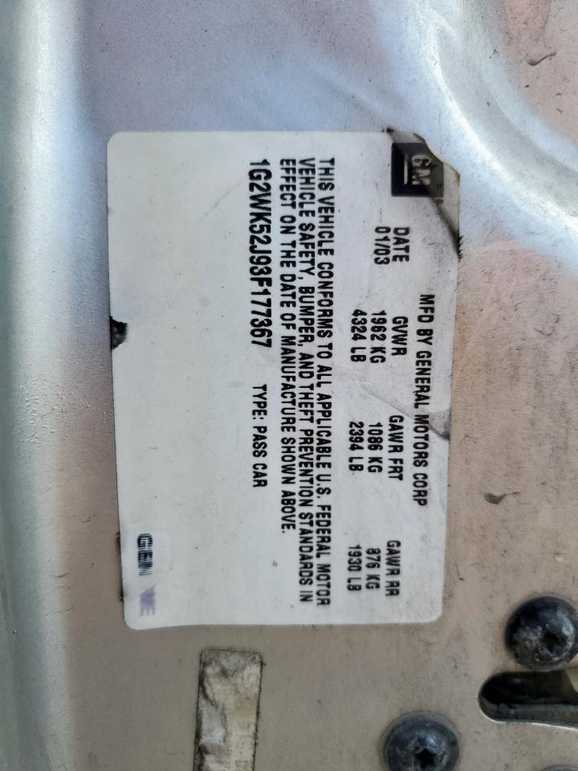 GM
MFD BY GENERAL MOTORS CORP
DATE GVWR GAWR FRT GAWR RR
01/03 1962 KG 1086 KG 876 KG
4324 LB 2394 LB 1930 LB
THIS VEHICLE CONFORMS TO ALL APPLICABLE U.S. FEDERAL MOTOR
VEHICLE SAFETY, BUMPER, AND THEFT PREVENTION STANDARDS IN
EFFECT ON THE DATE OF MANUFACTURE SHOWN ABOVE.
1G2WK52J93F177367 TYPE: PASS CAR